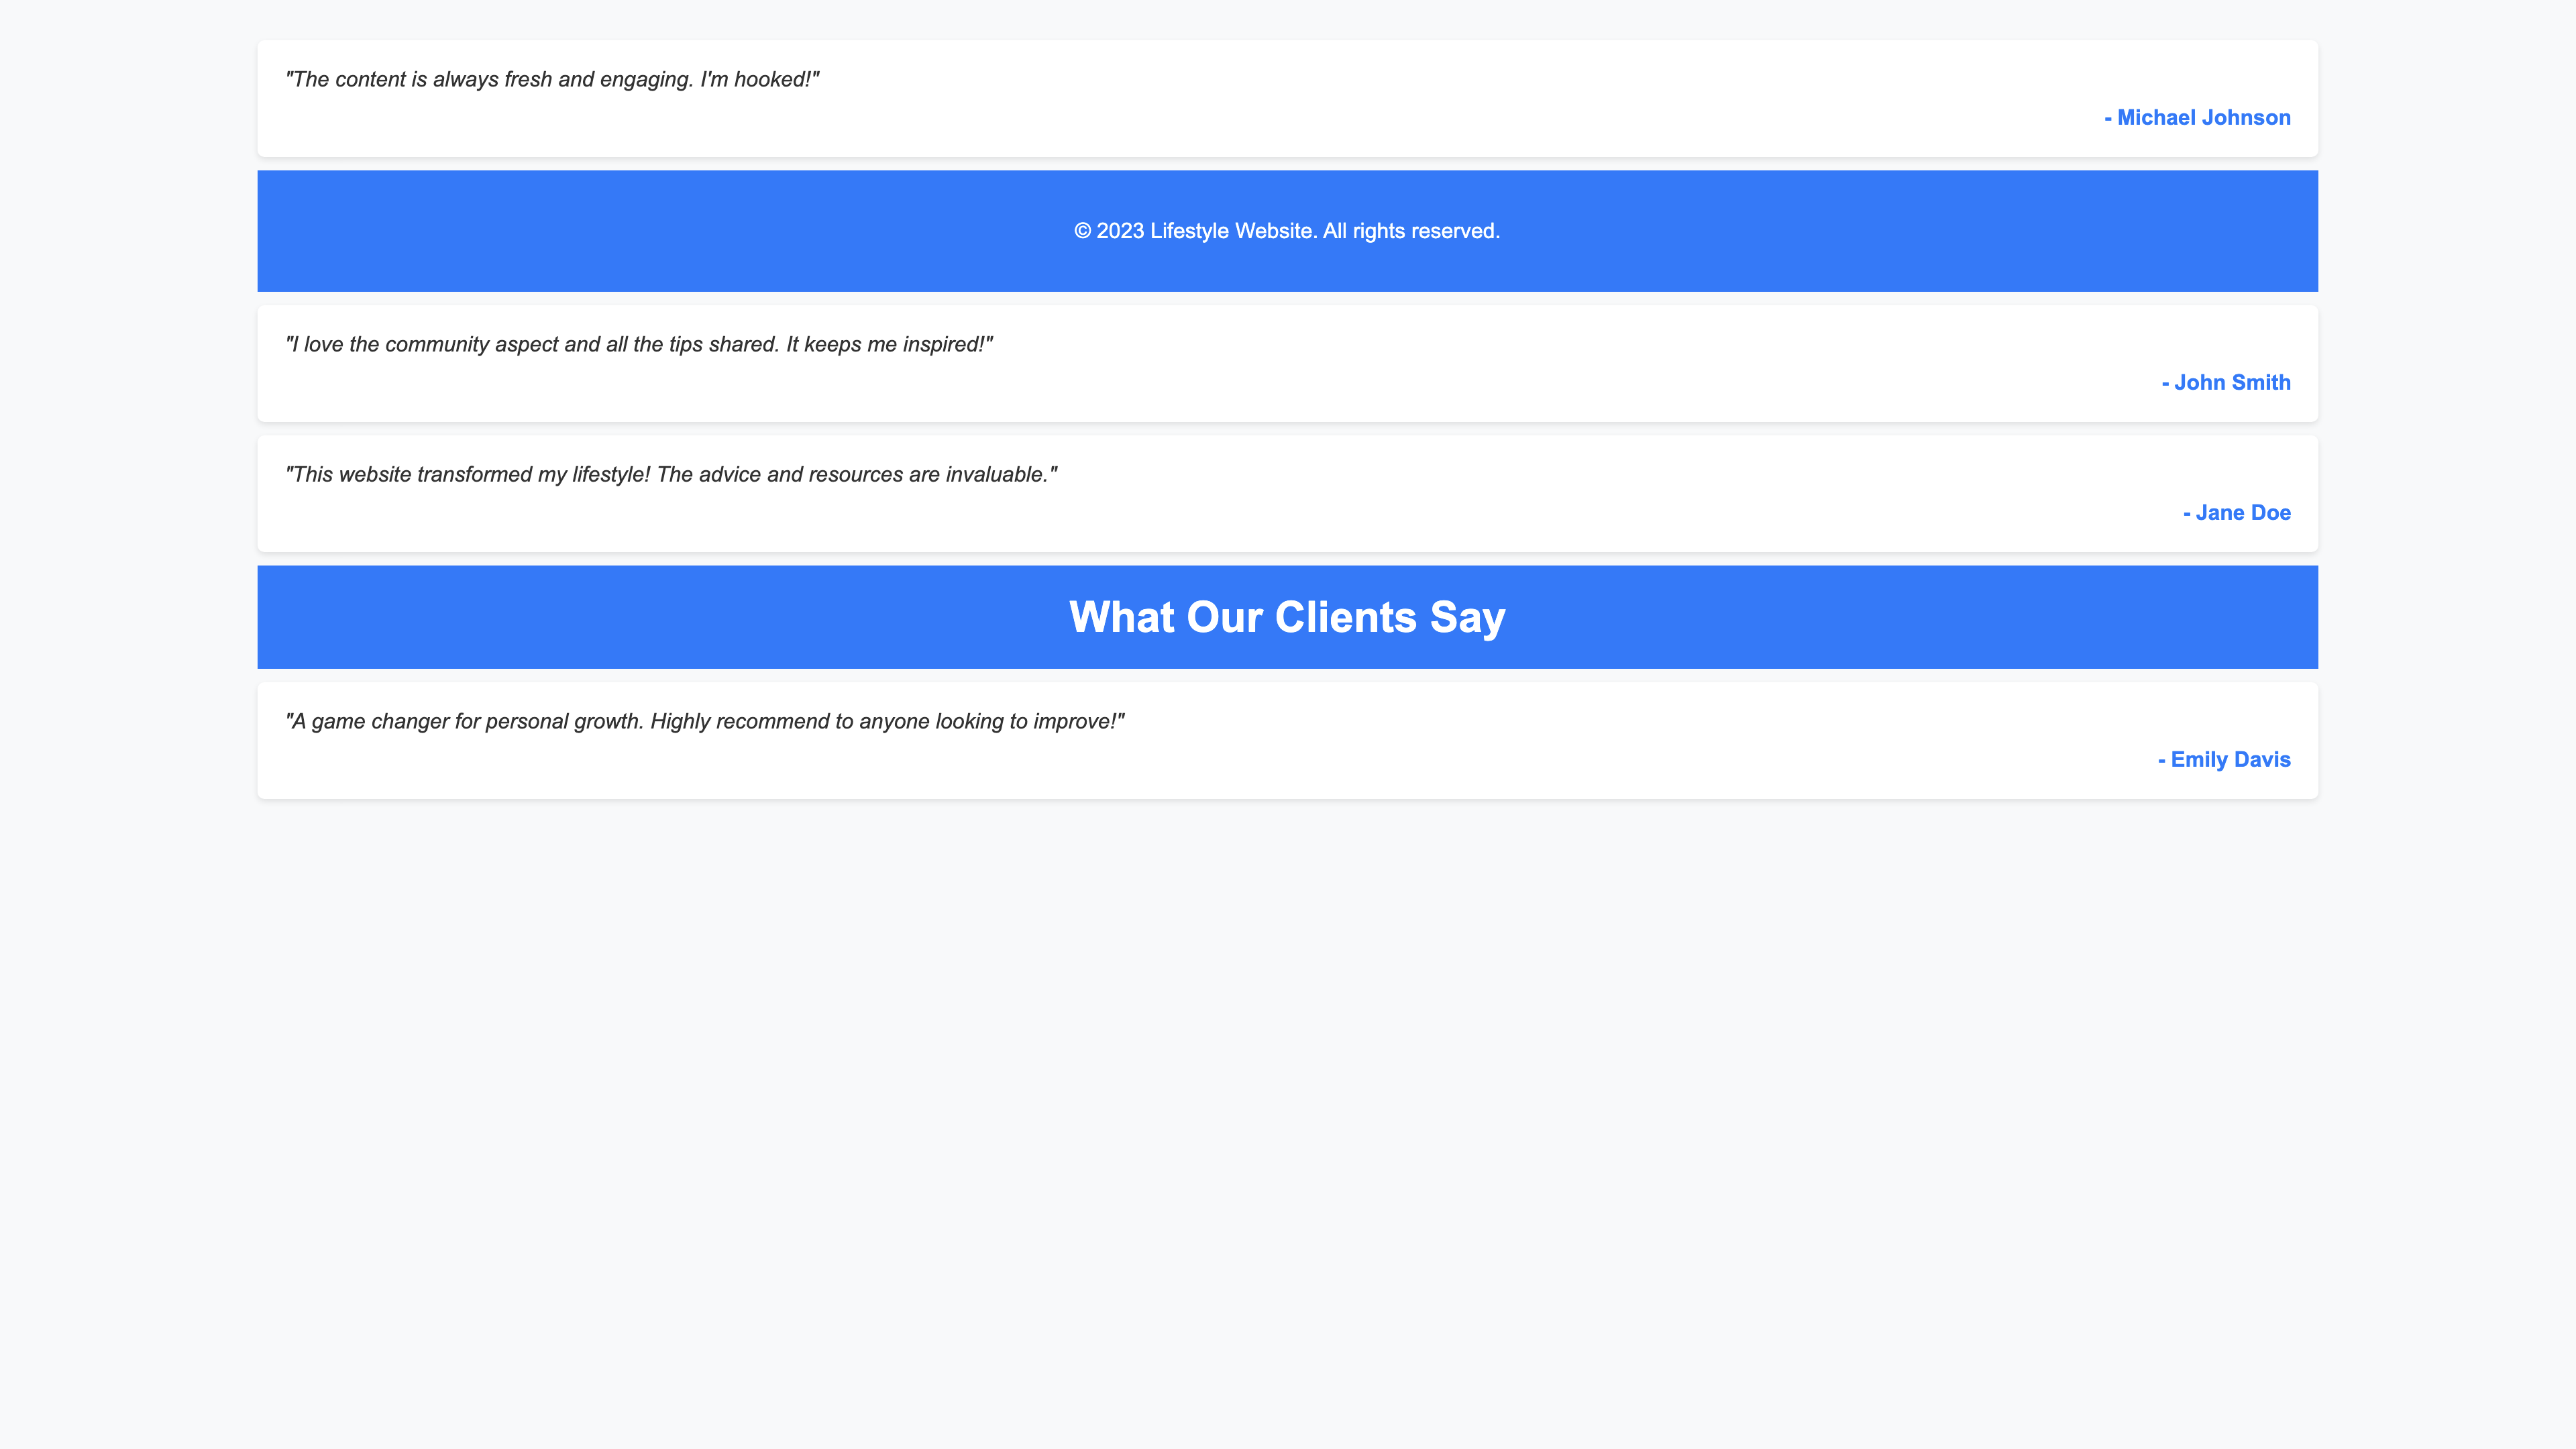 "The content is always fresh and engaging. I'm hooked!"
- Michael Johnson
© 2023 Lifestyle Website. All rights reserved.
"I love the community aspect and all the tips shared. It keeps me inspired!"
- John Smith
"This website transformed my lifestyle! The advice and resources are invaluable."
- Jane Doe
What Our Clients Say
"A game changer for personal growth. Highly recommend to anyone looking to improve!"
- Emily Davis